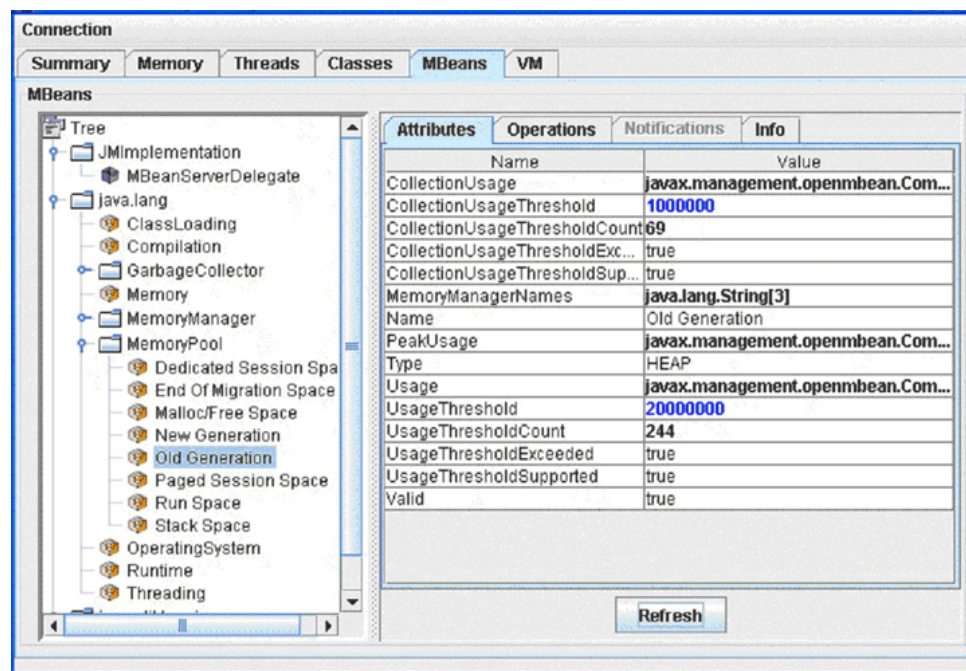 Connection
Summary Memory Threads Classes MBeans VM
MBeans
Tree
JMImplementation
MBeanServerDelegate
java.lang
ClassLoading
Compilation
GarbageCollector
Memory
MemoryManager
MemoryPool
Dedicated Session Spa
End Of Migration Space
Malloc/Free Space
New Generation
Old Generation
Paged Session Space
Run Space
Stack Space
OperatingSystem
Runtime
Threading
Attributes Operations Notifications Info
Name Value
CollectionUsage javax.management.openmbean.Com...
CollectionUsageThreshold 1000000
CollectionUsageThresholdCount 69
CollectionUsageThresholdExc... true
CollectionUsageThresholdSup... true
MemoryManagerNames java.lang.String[3]
Name Old Generation
PeakUsage javax.management.openmbean.Com...
Type HEAP
Usage javax.management.openmbean.Com...
UsageThreshold 20000000
UsageThresholdCount 244
UsageThresholdExceeded true
UsageThresholdSupported true
Valid true
Refresh